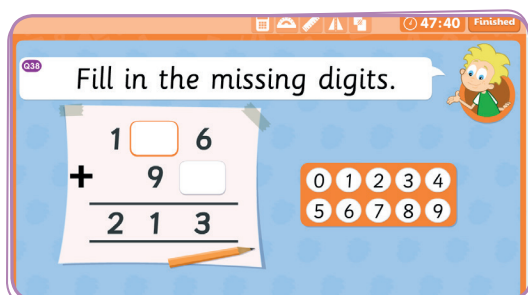 47:40 Finished
Q38
Fill in the missing digits.
1 6
+ 9
2 1 3
0 1 2 3 4
5 6 7 8 9